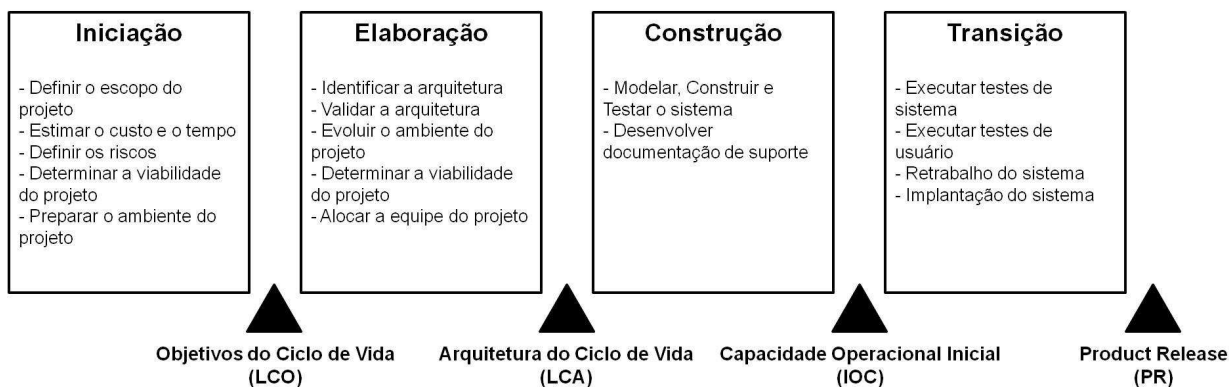 Iniciação
- Definir o escopo do
projeto
- Estimar o custo e o tempo
- Definir os riscos
- Determinar a viabilidade
do projeto
- Preparar o ambiente do
projeto
Elaboração
- Identificar a arquitetura
- Validar a arquitetura
- Evoluir o ambiente do
projeto
- Determinar a viabilidade
do projeto
- Alocar a equipe do projeto
Construção
- Modelar, Construir e
Testar o sistema
- Desenvolver
documentação de suporte
Transição
- Executar testes de
sistema
- Executar testes de
usuário
- Retrabalho do sistema
- Implantação do sistema
Objetivos do Ciclo de Vida
(LCO)
Arquitetura do Ciclo de Vida
(LCA)
Capacidade Operacional Inicial
(IOC)
Product Release
(PR)